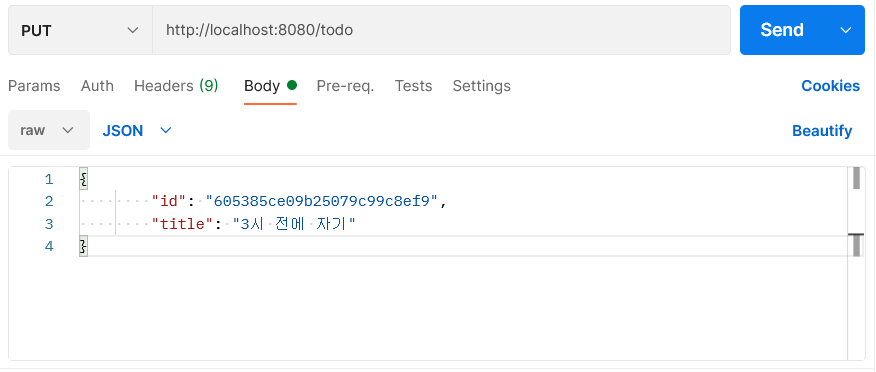 PUT http://localhost:8080/todo Send
Params Auth Headers (9) Body Pre-req. Tests Settings Cookies
raw JSON Beautify
1 {
2 "id": "605385ce09b25079c99c8ef9",
3 "title": "3시 전에 자기"
4 }